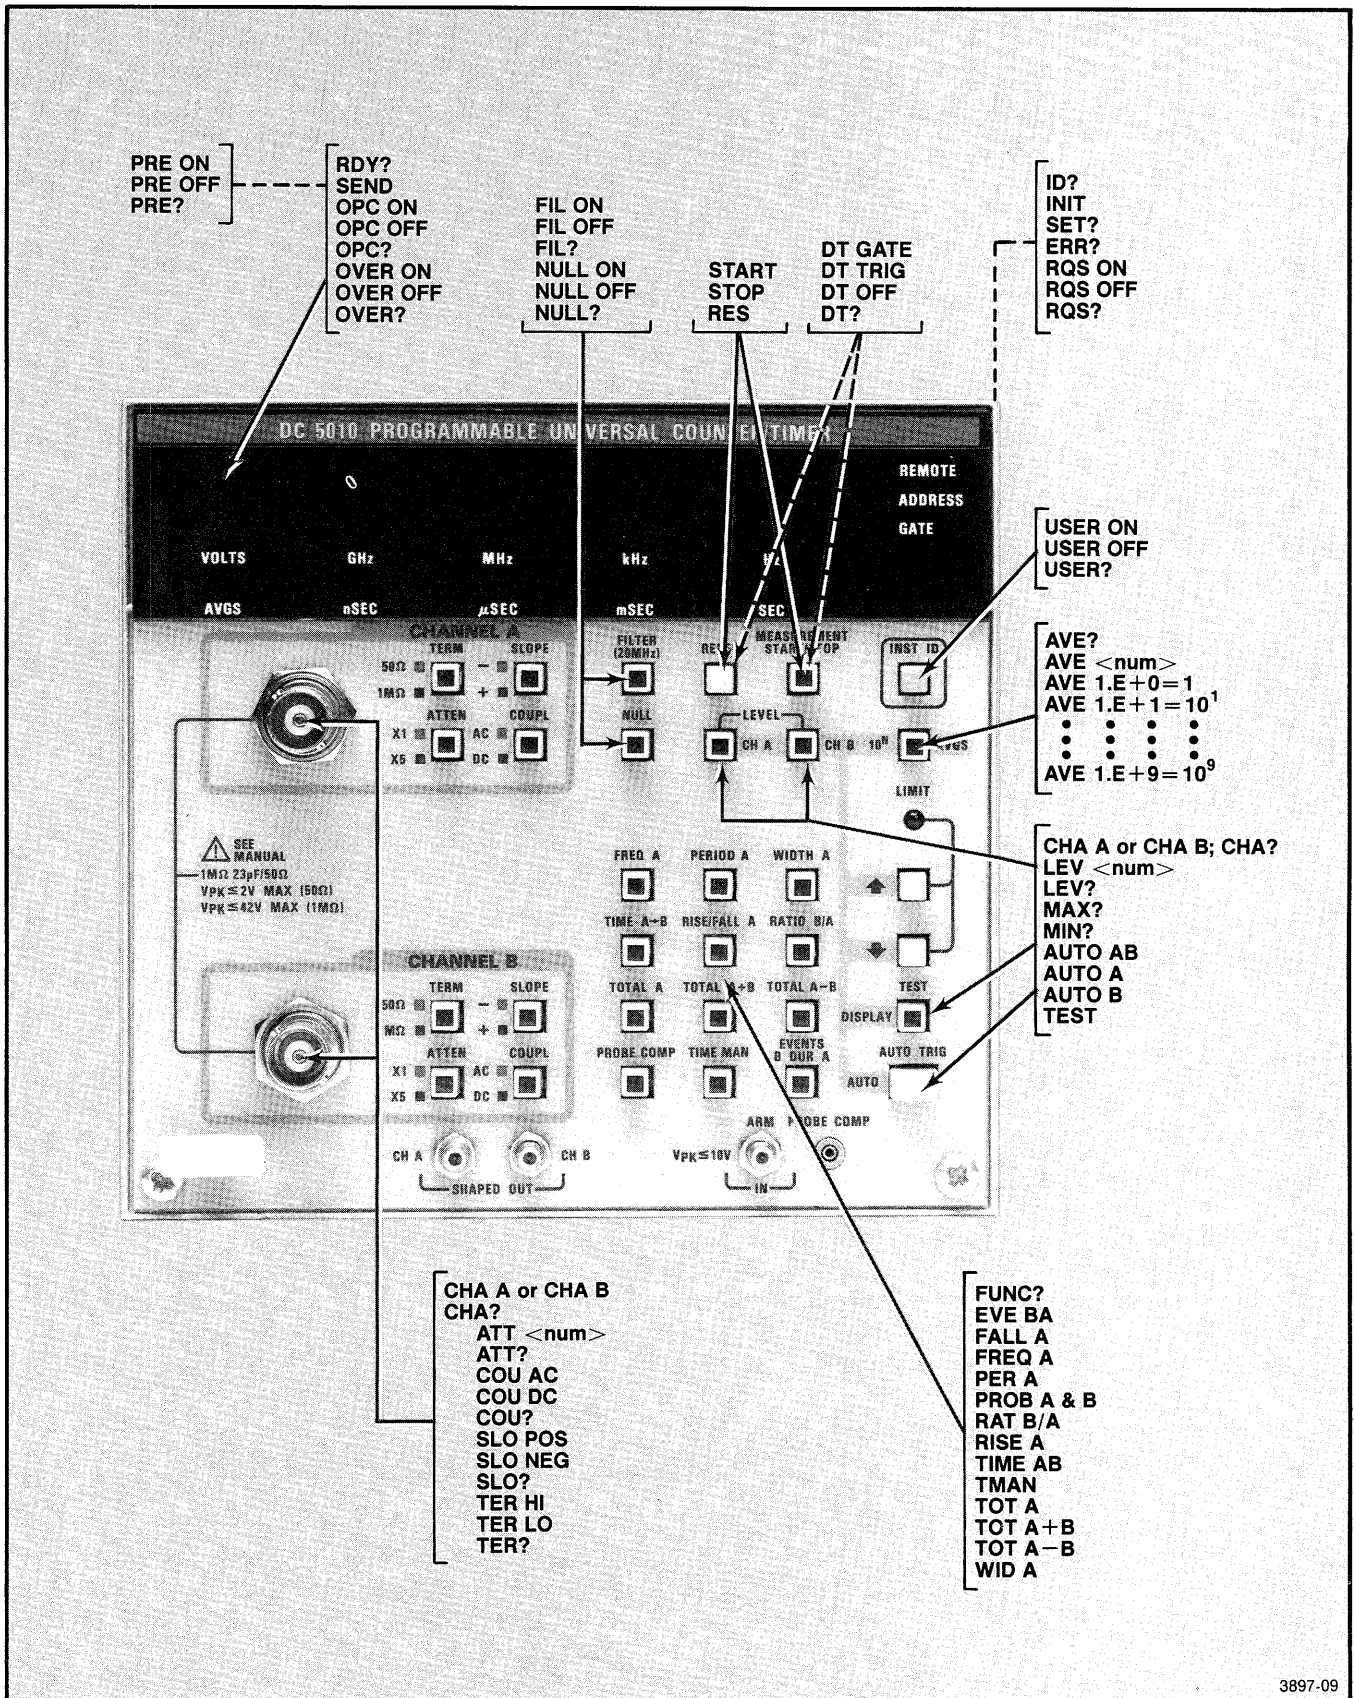 PRE ON
PRE OFF
PRE?
RDY?
SEND
OPC ON
OPC OFF
OPC?
OVER ON
OVER OFF
OVER?
FIL ON
FIL OFF
FIL?
NULL ON
NULL OFF
NULL?
START
STOP
RES
DT GATE
DT TRIG
DT OFF
DT?
ID?
INIT
SET?
ERR?
RQS ON
RQS OFF
RQS?
DC 5010 PROGRAMMABLE UNIVERSAL COUNTER/TIMER
REMOTE
ADDRESS
GATE
0
VOLTS GHz MHz kHz Hz
AVGS nSEC µSEC mSEC SEC
USER ON
USER OFF
USER?
CHANNEL A
TERM SLOPE
50Ω −
1MΩ +
ATTEN COUPL
X1 AC
X5 DC
FILTER
(20MHz)
MEASUREMENT
INST ID
NULL
LEVEL
CH A CH B 10ᴺ
LIMIT
AVE?
AVE <num>
AVE 1.E+0=1
AVE 1.E+1=10¹
AVE 1.E+9=10⁹
SEE
MANUAL
1MΩ 23pF/50Ω
VPK≤2V MAX (50Ω)
VPK≤42V MAX (1MΩ)
FREQ A PERIOD A WIDTH A
TIME A→B RISE/FALL A RATIO B/A
TOTAL A TOTAL A+B TOTAL A−B
PROBE COMP TIME MAN EVENTS
B DUR A
TEST
DISPLAY
AUTO TRIG
AUTO
CHA A or CHA B; CHA?
LEV <num>
LEV?
MAX?
MIN?
AUTO AB
AUTO A
AUTO B
TEST
CHANNEL B
TERM SLOPE
50Ω −
MΩ +
ATTEN COUPL
X1 AC
X5 DC
CH A CH B
SHAPED OUT
ARM PROBE COMP
VPK≤10V
IN
CHA A or CHA B
CHA?
ATT <num>
ATT?
COU AC
COU DC
COU?
SLO POS
SLO NEG
SLO?
TER HI
TER LO
TER?
FUNC?
EVE BA
FALL A
FREQ A
PER A
PROB A & B
RAT B/A
RISE A
TIME AB
TMAN
TOT A
TOT A+B
TOT A−B
WID A
3897-09